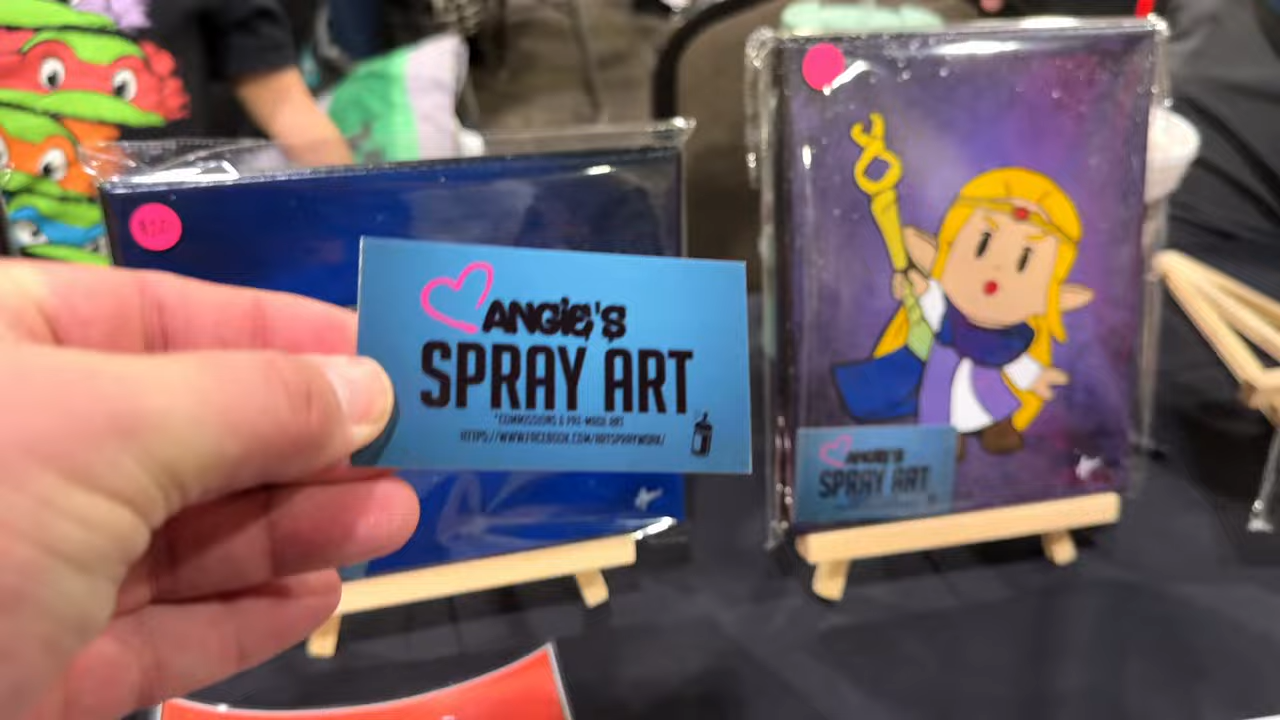 ANGIE'S
SPRAY ART
*COMMISSIONS & PRE-MADE ART
HTTPS://WWW.FACEBOOK.COM/ARTSPRAYWORK/
ANGIE'S
SPRAY ART